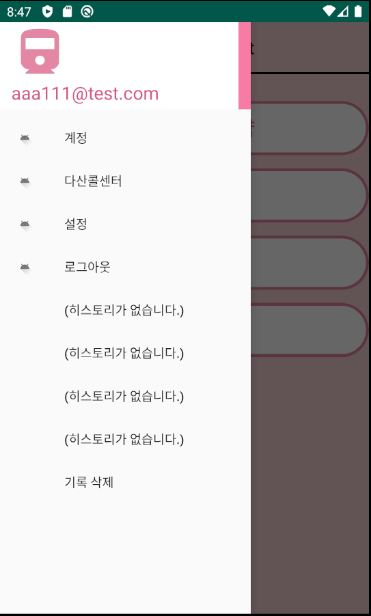 8:47
aaa111@test.com
계정
다산콜센터
설정
로그아웃
(히스토리가 없습니다.)
(히스토리가 없습니다.)
(히스토리가 없습니다.)
(히스토리가 없습니다.)
기록 삭제